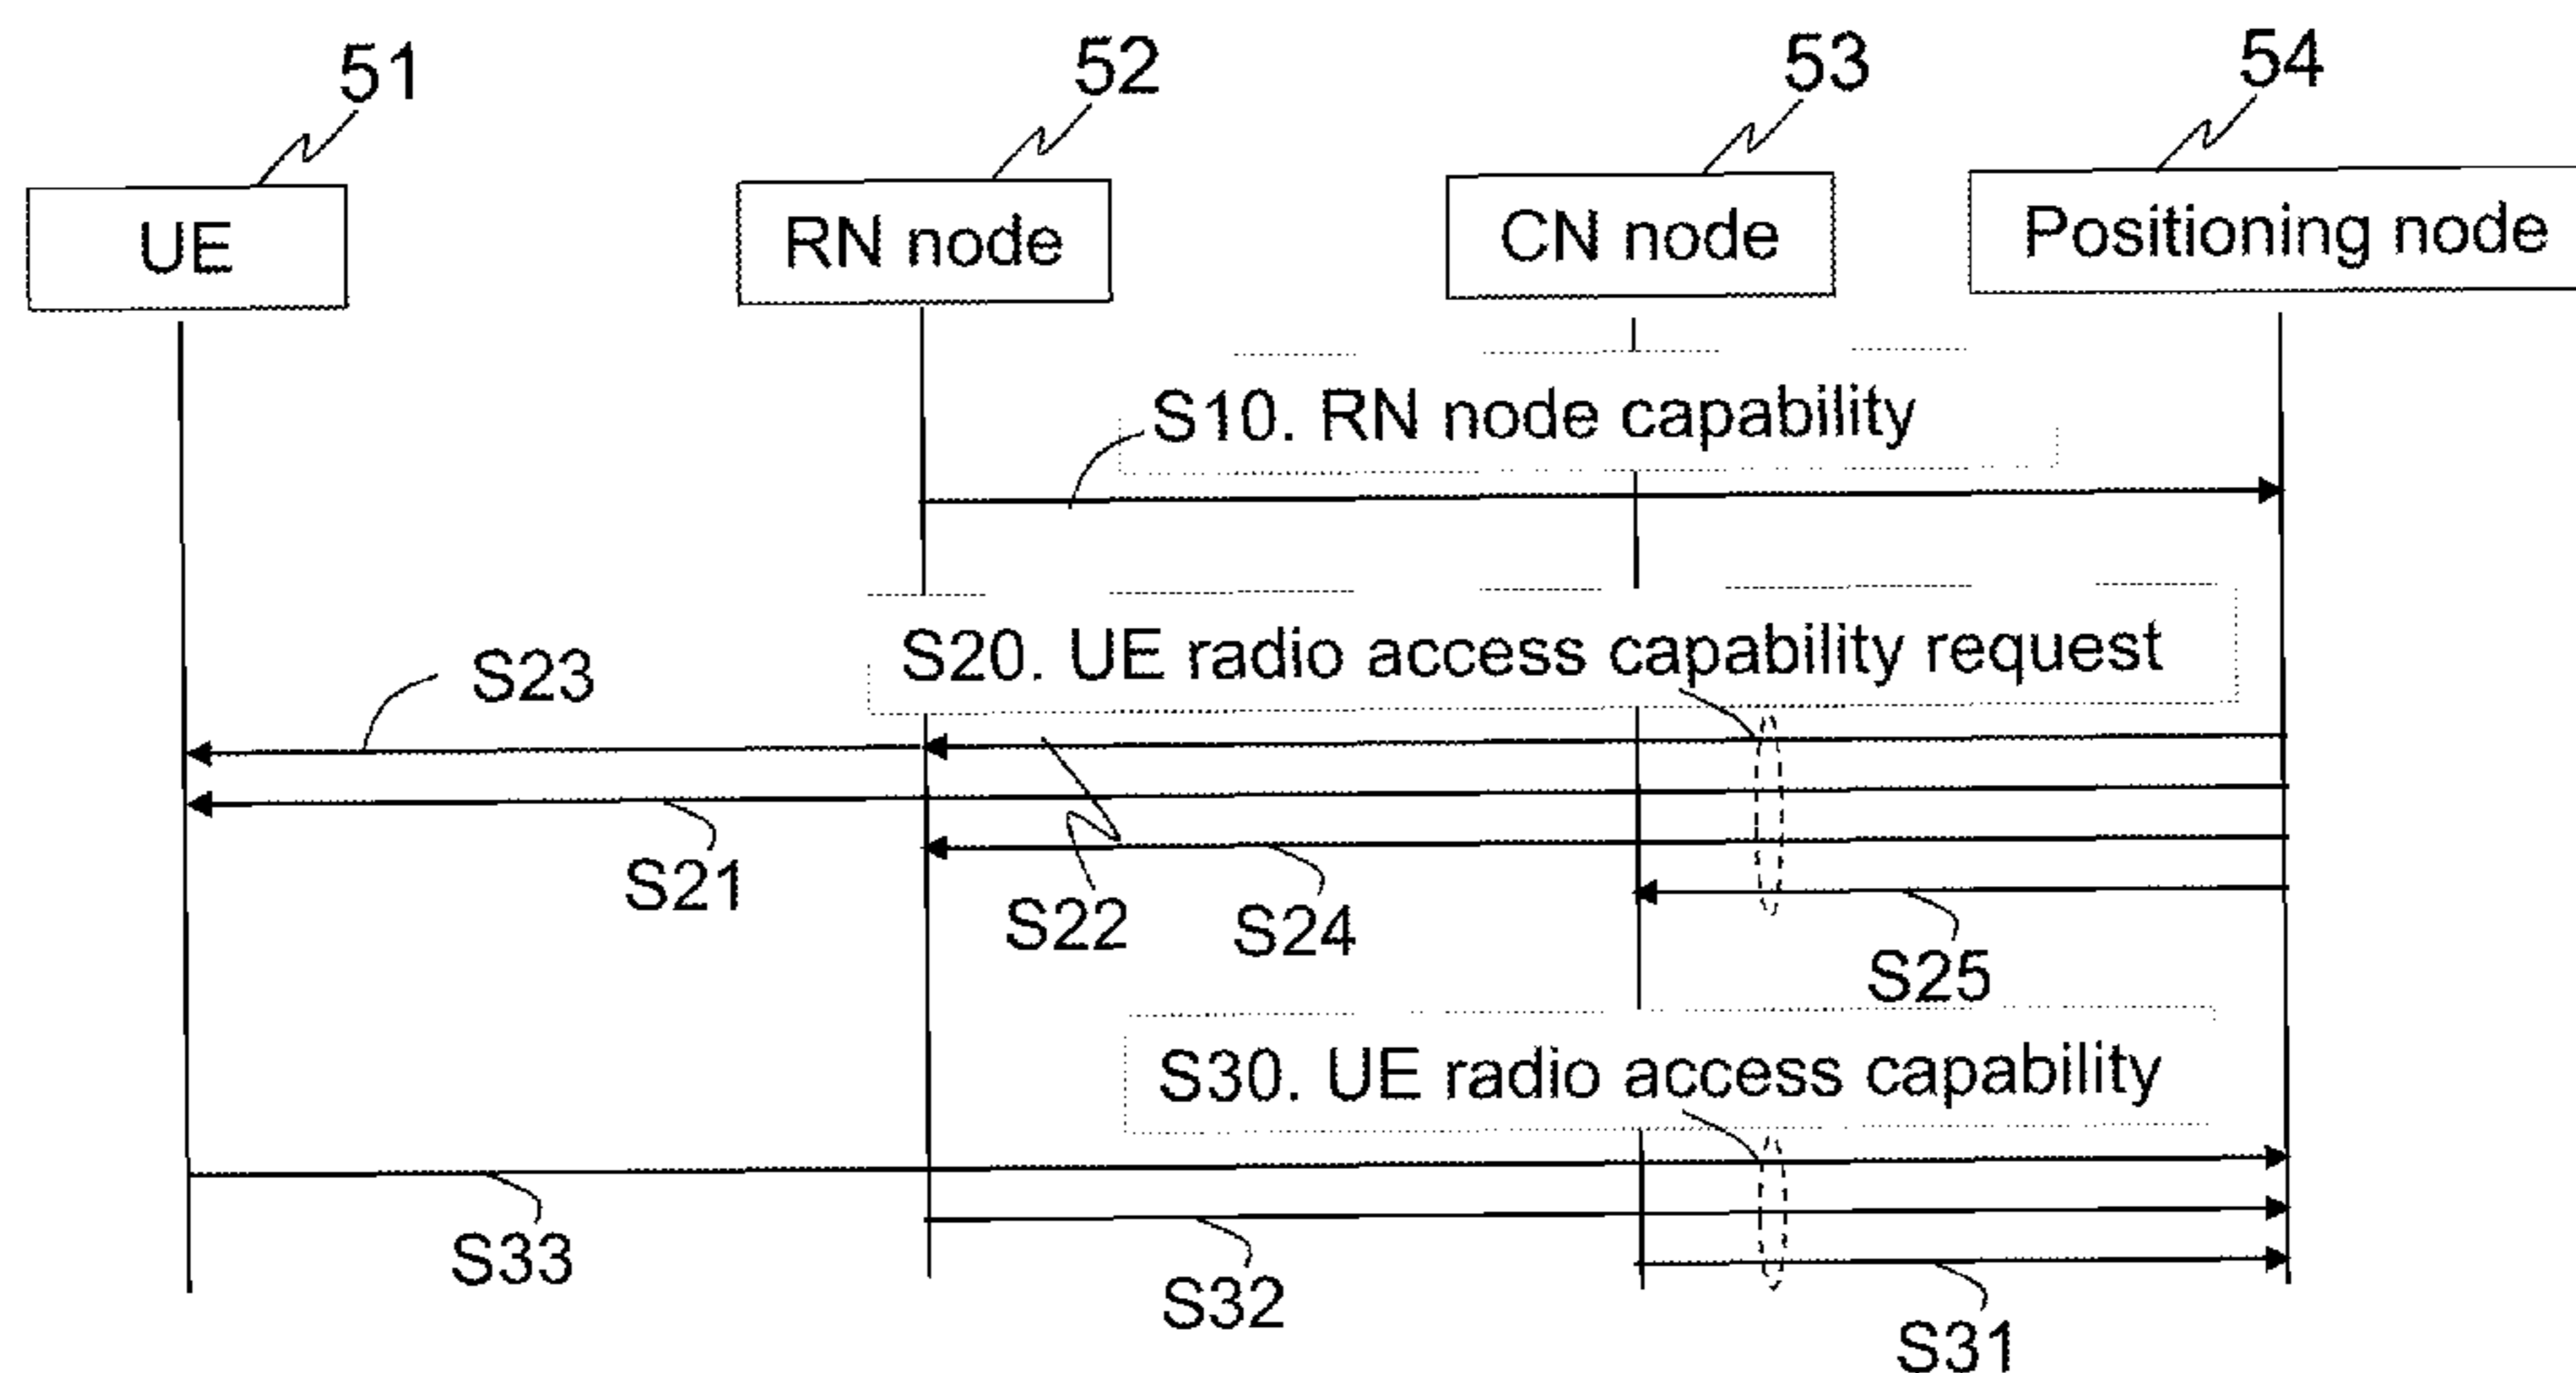 51
52
53
54
UE
RN node
CN node
Positioning node
S10. RN node capability
S20. UE radio access capability request
S23
S21
S22
S24
S25
S30. UE radio access capability
S33
S32
S31